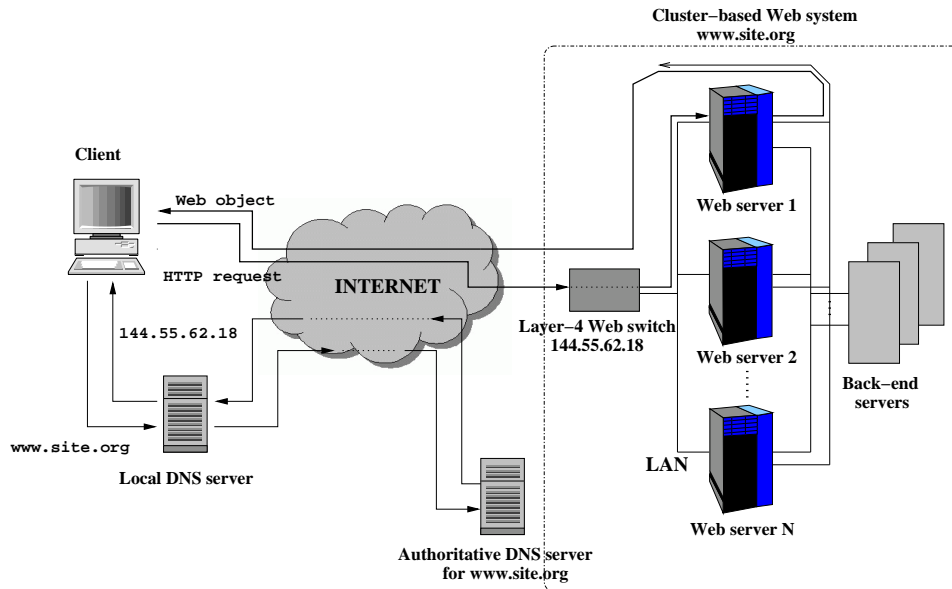 Cluster−based Web system
www.site.org
Client
Web object
Web server 1
HTTP request
INTERNET
Layer−4 Web switch
144.55.62.18
144.55.62.18
Web server 2
Back−end
servers
www.site.org
Local DNS server
LAN
Web server N
Authoritative DNS server
for www.site.org